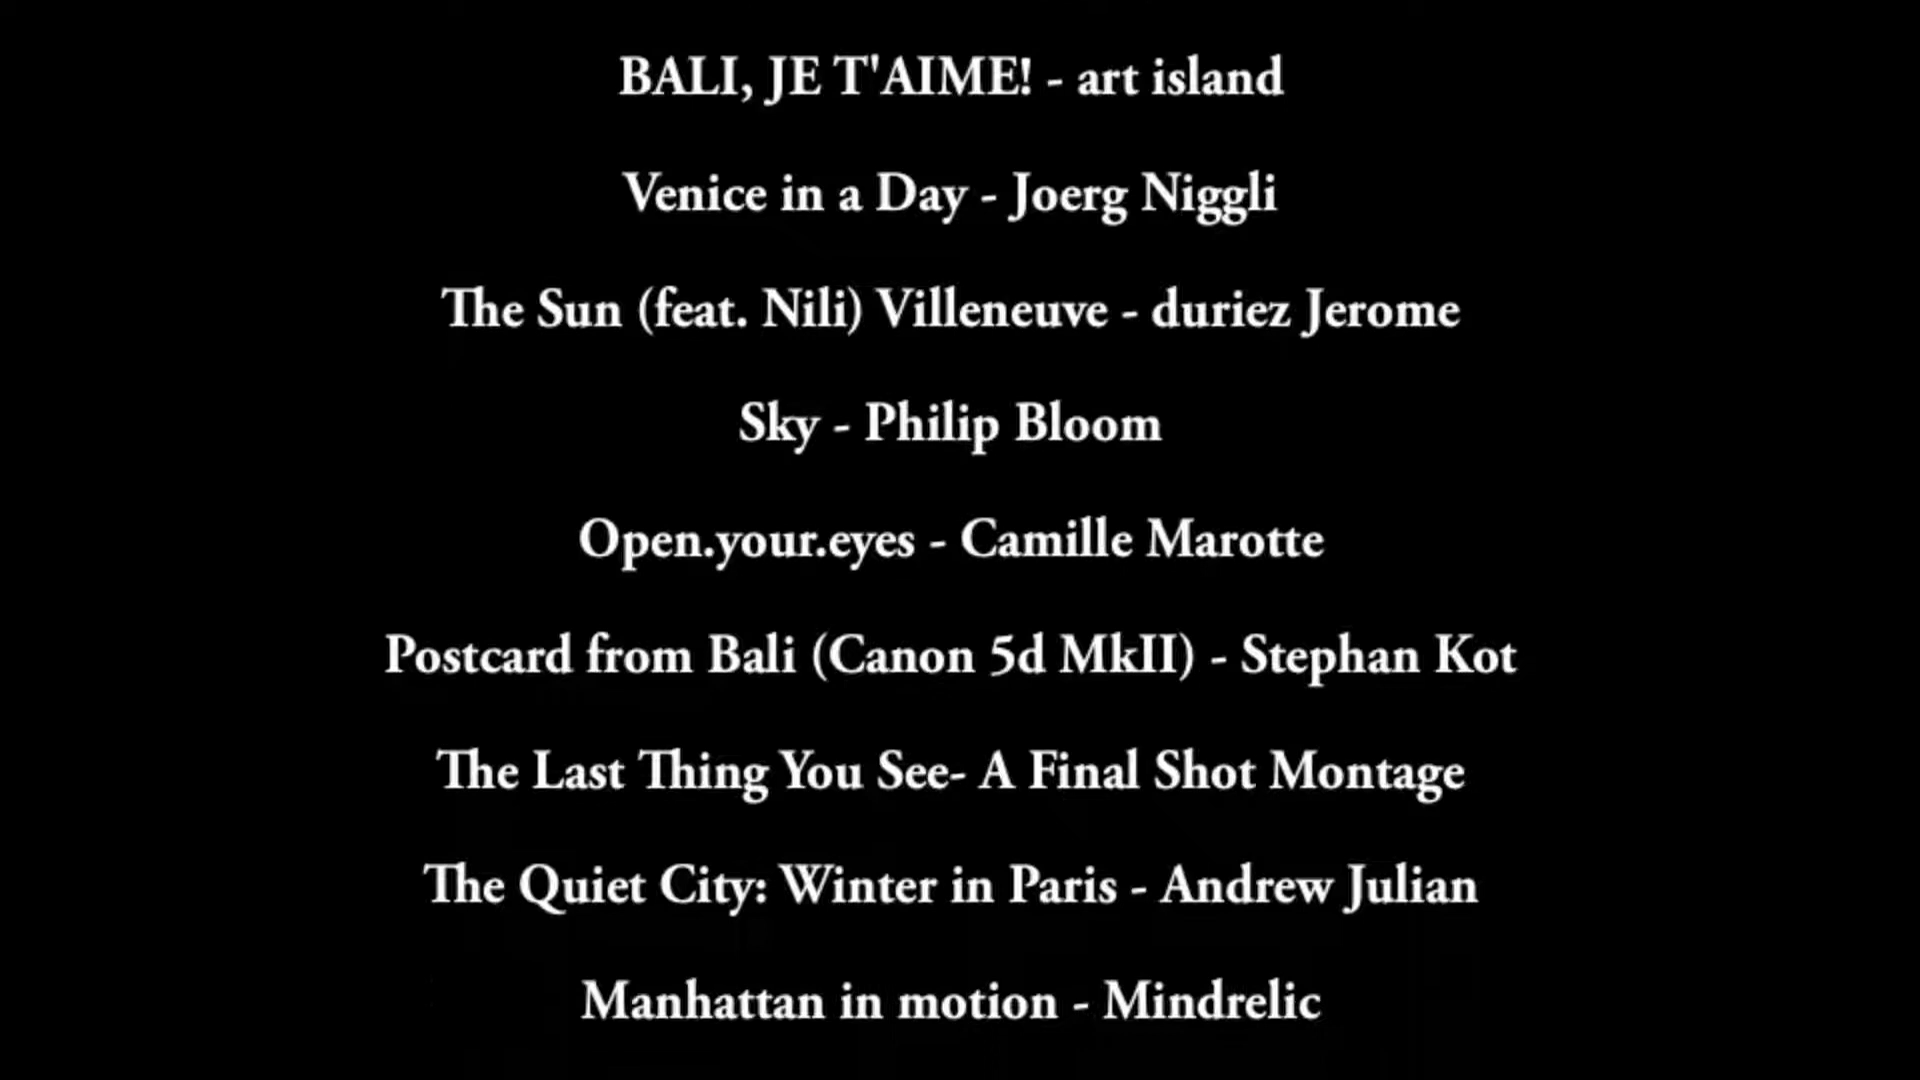 BALI, JE T'AIME! - art island
Venice in a Day - Joerg Niggli
The Sun (feat. Nili) Villeneuve - duriez Jerome
Sky - Philip Bloom
Open.your.eyes - Camille Marotte
Postcard from Bali (Canon 5d MkII) - Stephan Kot
The Last Thing You See- A Final Shot Montage
The Quiet City: Winter in Paris - Andrew Julian
Manhattan in motion - Mindrelic